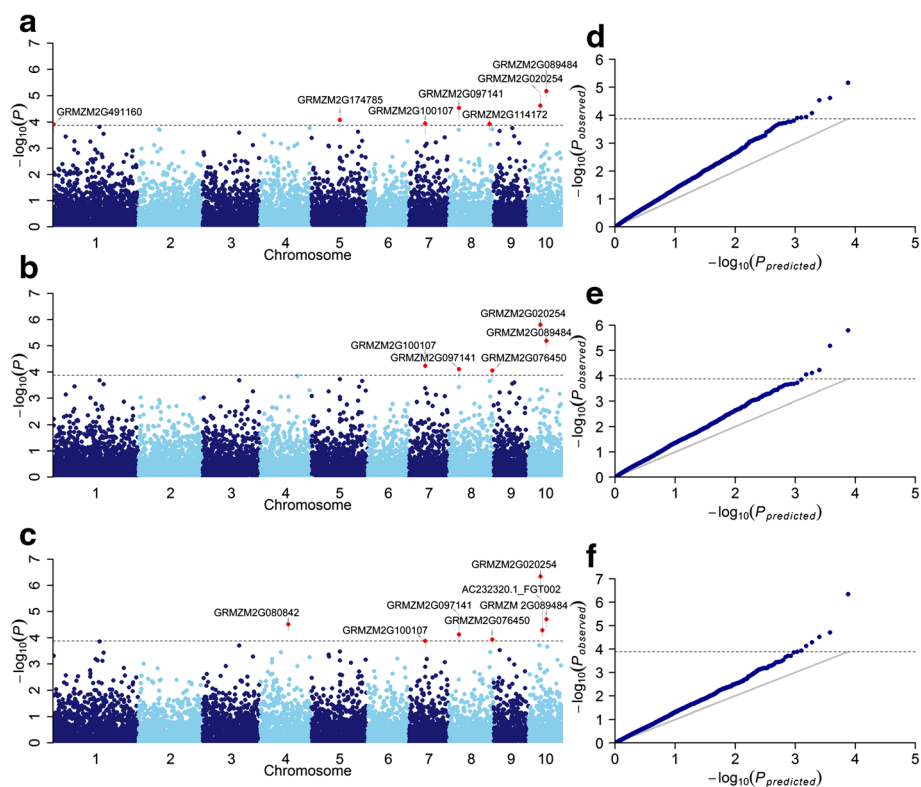 a
7
6
5
4
3
2
1
0
−log10(P)
GRMZM2G491160
GRMZM2G174785
GRMZM2G100107
GRMZM2G097141
GRMZM2G114172
GRMZM2G020254
GRMZM2G089484
1 2 3 4 5 6 7 8 9 10
Chromosome
d
6
5
4
3
2
1
0
−log10(Pobserved)
0 1 2 3 4 5
−log10(Ppredicted)
b
7
6
5
4
3
2
1
0
−log10(P)
GRMZM2G020254
GRMZM2G089484
GRMZM2G100107
GRMZM2G097141
GRMZM2G076450
1 2 3 4 5 6 7 8 9 10
Chromosome
e
6
5
4
3
2
1
0
−log10(Pobserved)
0 1 2 3 4 5
−log10(Ppredicted)
c
7
6
5
4
3
2
1
0
−log10(P)
GRMZM2G020254
AC232320.1_FGT002
GRMZM2G097141
GRMZM 2G089484
GRMZM2G080842
GRMZM2G076450
GRMZM2G100107
1 2 3 4 5 6 7 8 9 10
Chromosome
f
7
6
5
4
3
2
1
0
−log10(Pobserved)
0 1 2 3 4 5
−log10(Ppredicted)